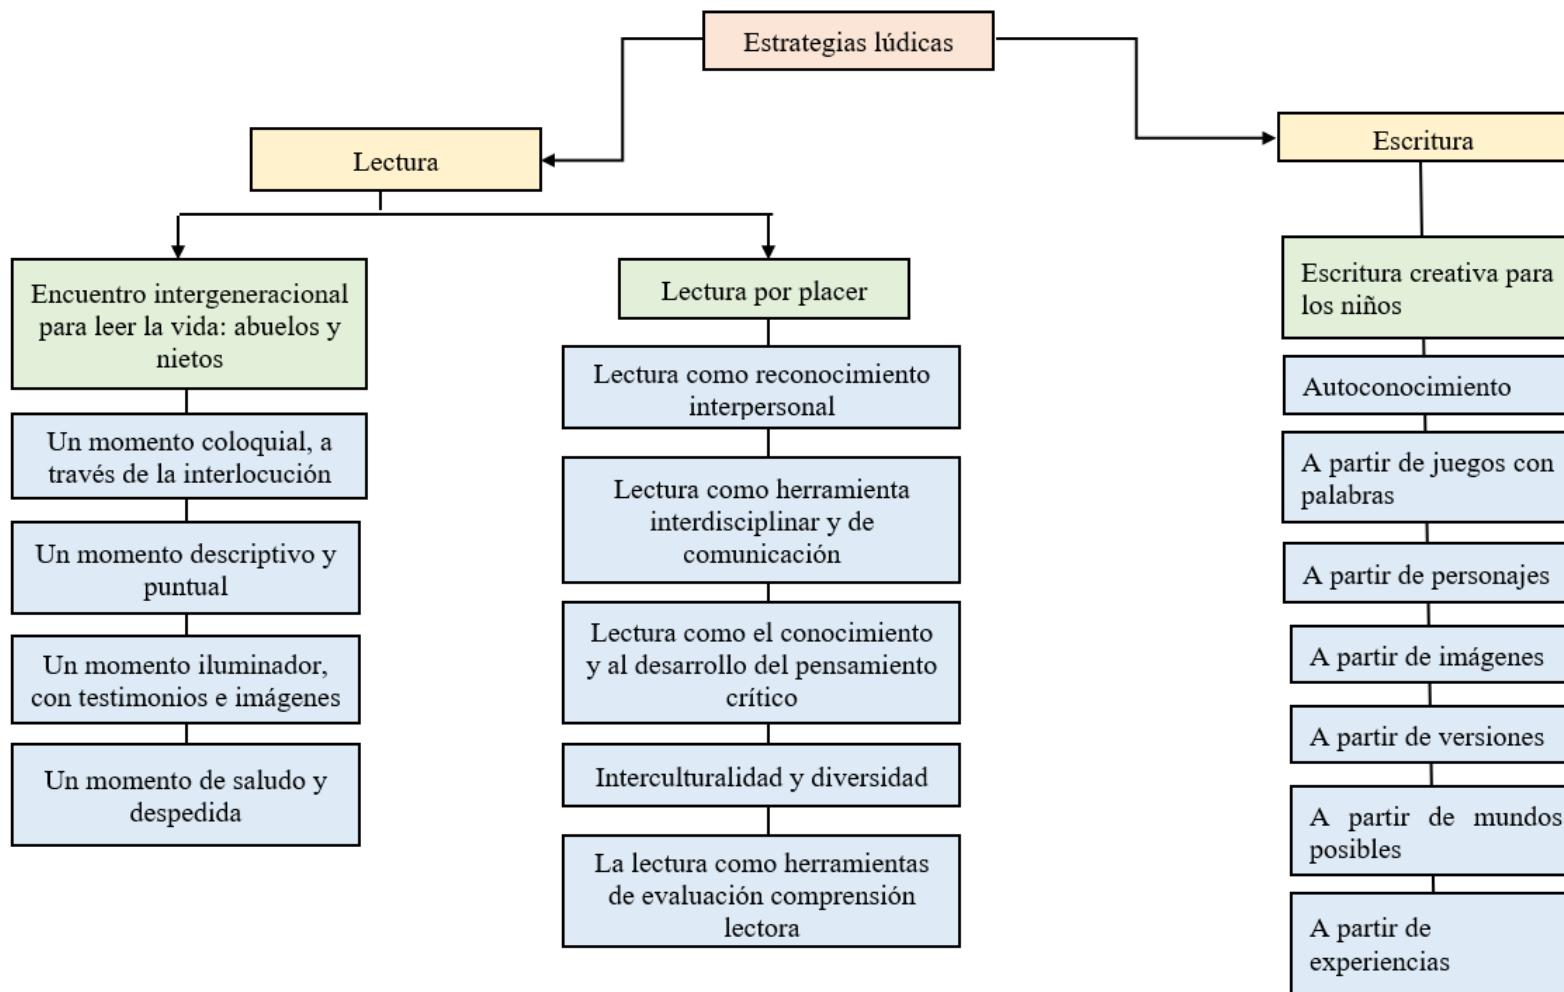 Estrategias lúdicas
Lectura
Escritura
Encuentro intergeneracional
para leer la vida: abuelos y
nietos
Un momento coloquial, a
través de la interlocución
Un momento descriptivo y
puntual
Un momento iluminador,
con testimonios e imágenes
Un momento de saludo y
despedida
Lectura por placer
Lectura como reconocimiento
interpersonal
Lectura como herramienta
interdisciplinar y de
comunicación
Lectura como el conocimiento
y al desarrollo del pensamiento
crítico
Interculturalidad y diversidad
La lectura como herramientas
de evaluación comprensión
lectora
Escritura creativa para
los niños
Autoconocimiento
A partir de juegos con
palabras
A partir de personajes
A partir de imágenes
A partir de versiones
A partir de mundos
posibles
A partir de
experiencias